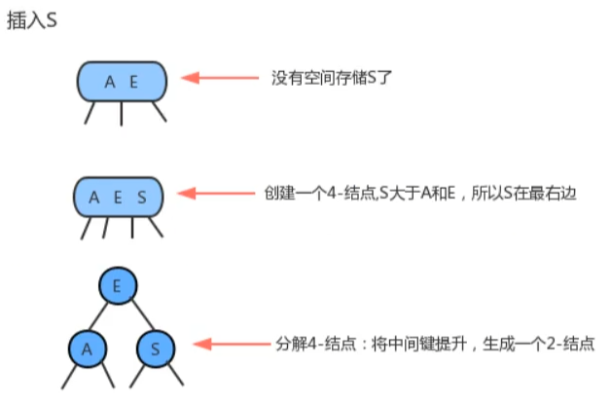 插入S
A E
没有空间存储S了
A E S
创建一个4-结点,S大于A和E，所以S在最右边
E
A
S
分解4-结点：将中间键提升，生成一个2-结点